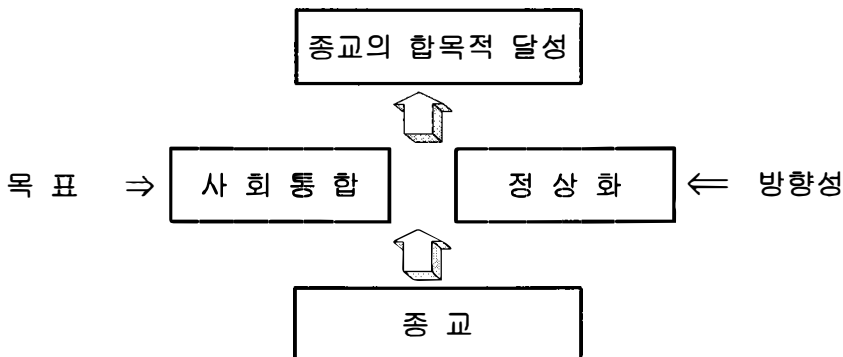 종교의 합목적 달성
목 표 ⇒ 사 회 통 합 정 상 화 ⇐ 방향성
종 교